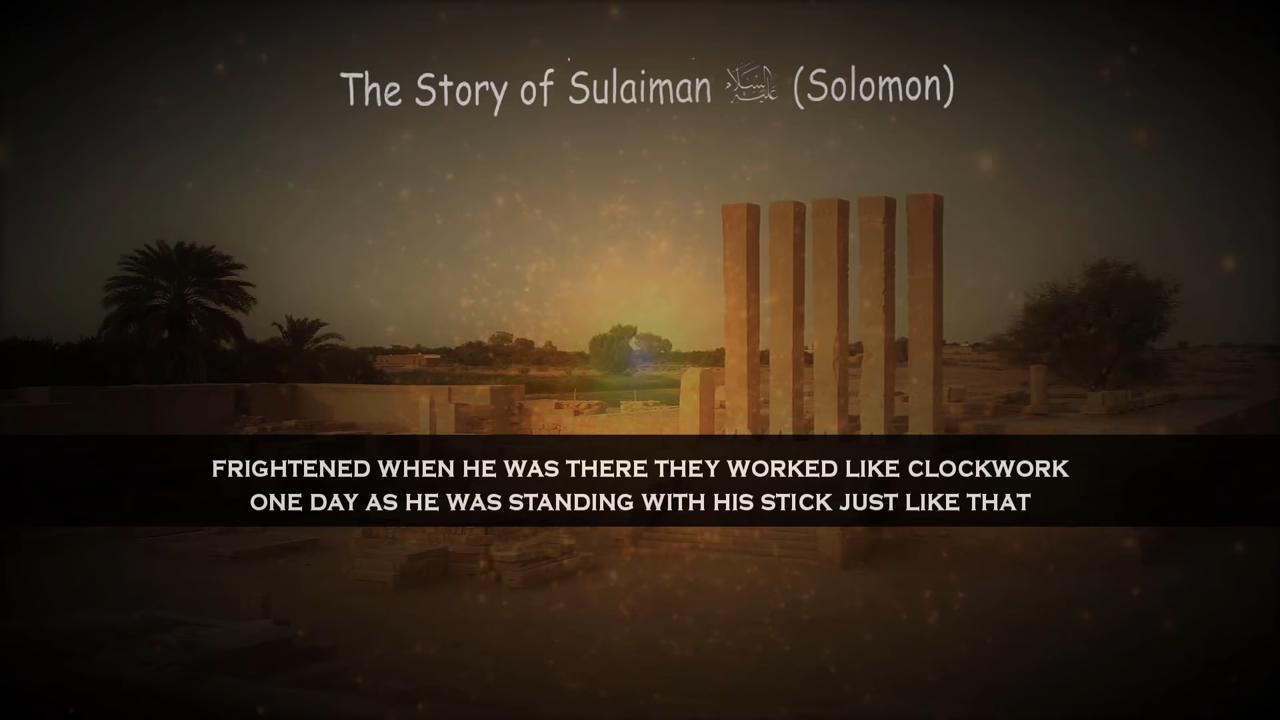 The Story of Sulaiman عليه السلام (Solomon)
FRIGHTENED WHEN HE WAS THERE THEY WORKED LIKE CLOCKWORK
ONE DAY AS HE WAS STANDING WITH HIS STICK JUST LIKE THAT